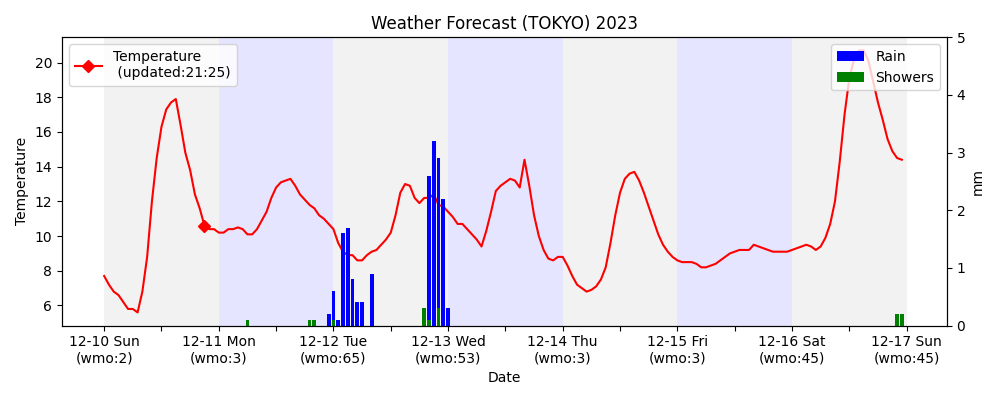 Weather Forecast (TOKYO) 2023
Temperature
(updated:21:25)
Rain
Showers
Temperature
20
18
16
14
12
10
8
6
5
4
3
2
1
0
mm
12-10 Sun 12-11 Mon 12-12 Tue 12-13 Wed 12-14 Thu 12-15 Fri 12-16 Sat 12-17 Sun
(wmo:2) (wmo:3) (wmo:65) (wmo:53) (wmo:3) (wmo:3) (wmo:45) (wmo:45)
Date